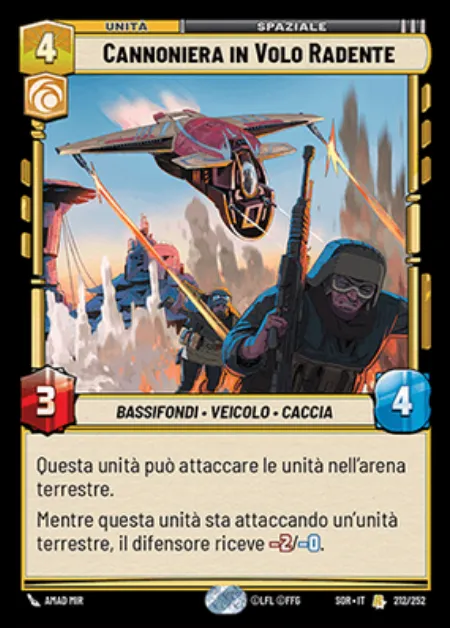 UNITÀ SPAZIALE
4 CANNONIERA IN VOLO RADENTE
3 BASSIFONDI • VEICOLO • CACCIA 4
Questa unità può attaccare le unità nell'arena
terrestre.
Mentre questa unità sta attaccando un'unità
terrestre, il difensore riceve -2/-0.
AMAD MIR ©LFL ©FFG SOR • IT R 212/252